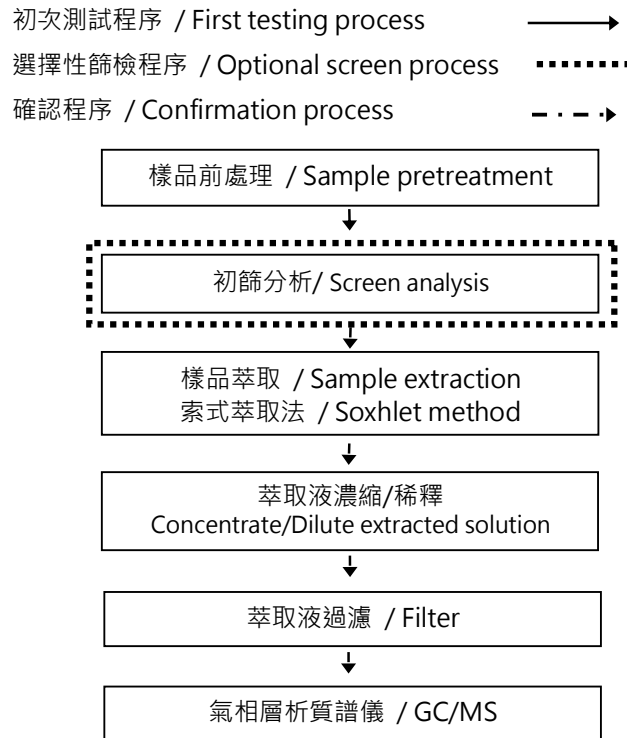 初次測試程序 / First testing process
選擇性篩檢程序 / Optional screen process
確認程序 / Confirmation process
樣品前處理 / Sample pretreatment
初篩分析/ Screen analysis
樣品萃取 / Sample extraction
索式萃取法 / Soxhlet method
萃取液濃縮/稀釋
Concentrate/Dilute extracted solution
萃取液過濾 / Filter
氣相層析質譜儀 / GC/MS